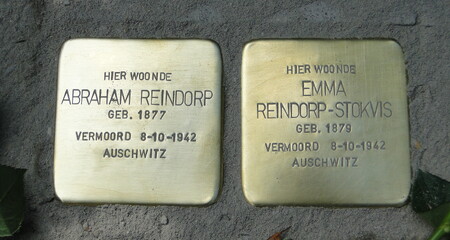 HIER WOONDE
ABRAHAM REINDORP
GEB. 1877
VERMOORD 8-10-1942
AUSCHWITZ
HIER WOONDE
EMMA
REINDORP-STOKVIS
GEB. 1879
VERMOORD 8-10-1942
AUSCHWITZ